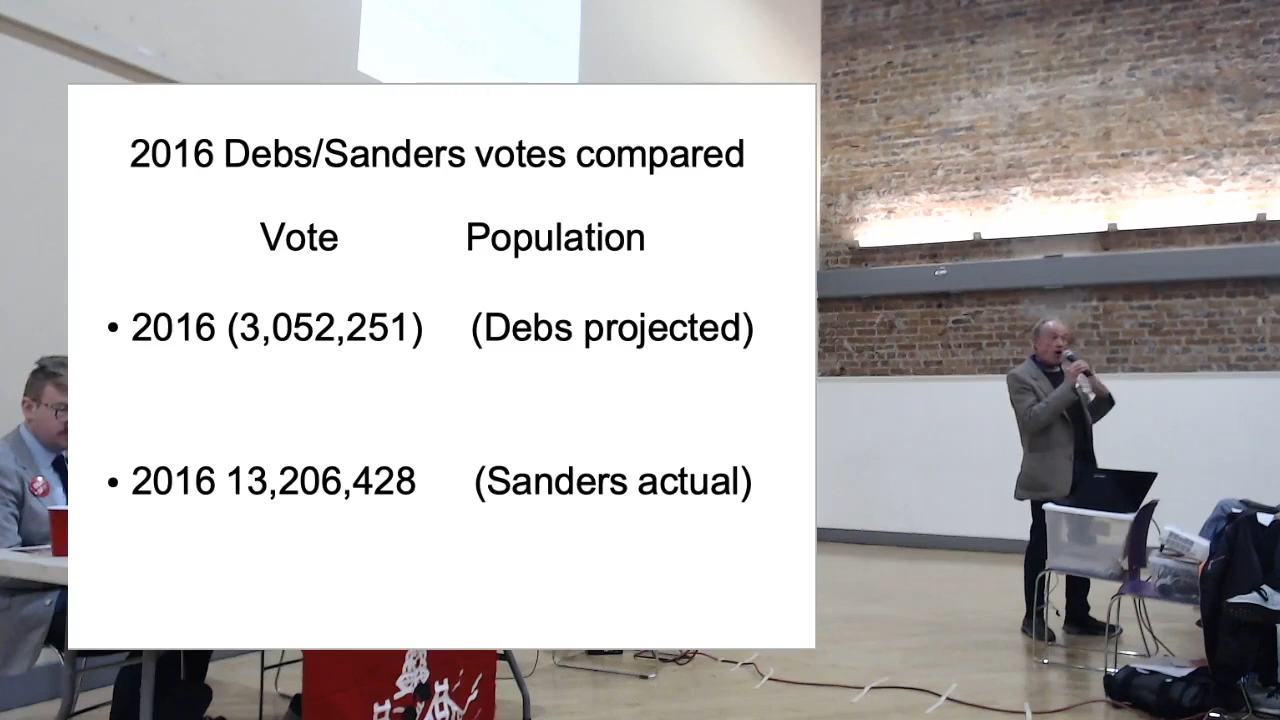 2016 Debs/Sanders votes compared
Vote Population
• 2016 (3,052,251) (Debs projected)
• 2016 13,206,428 (Sanders actual)